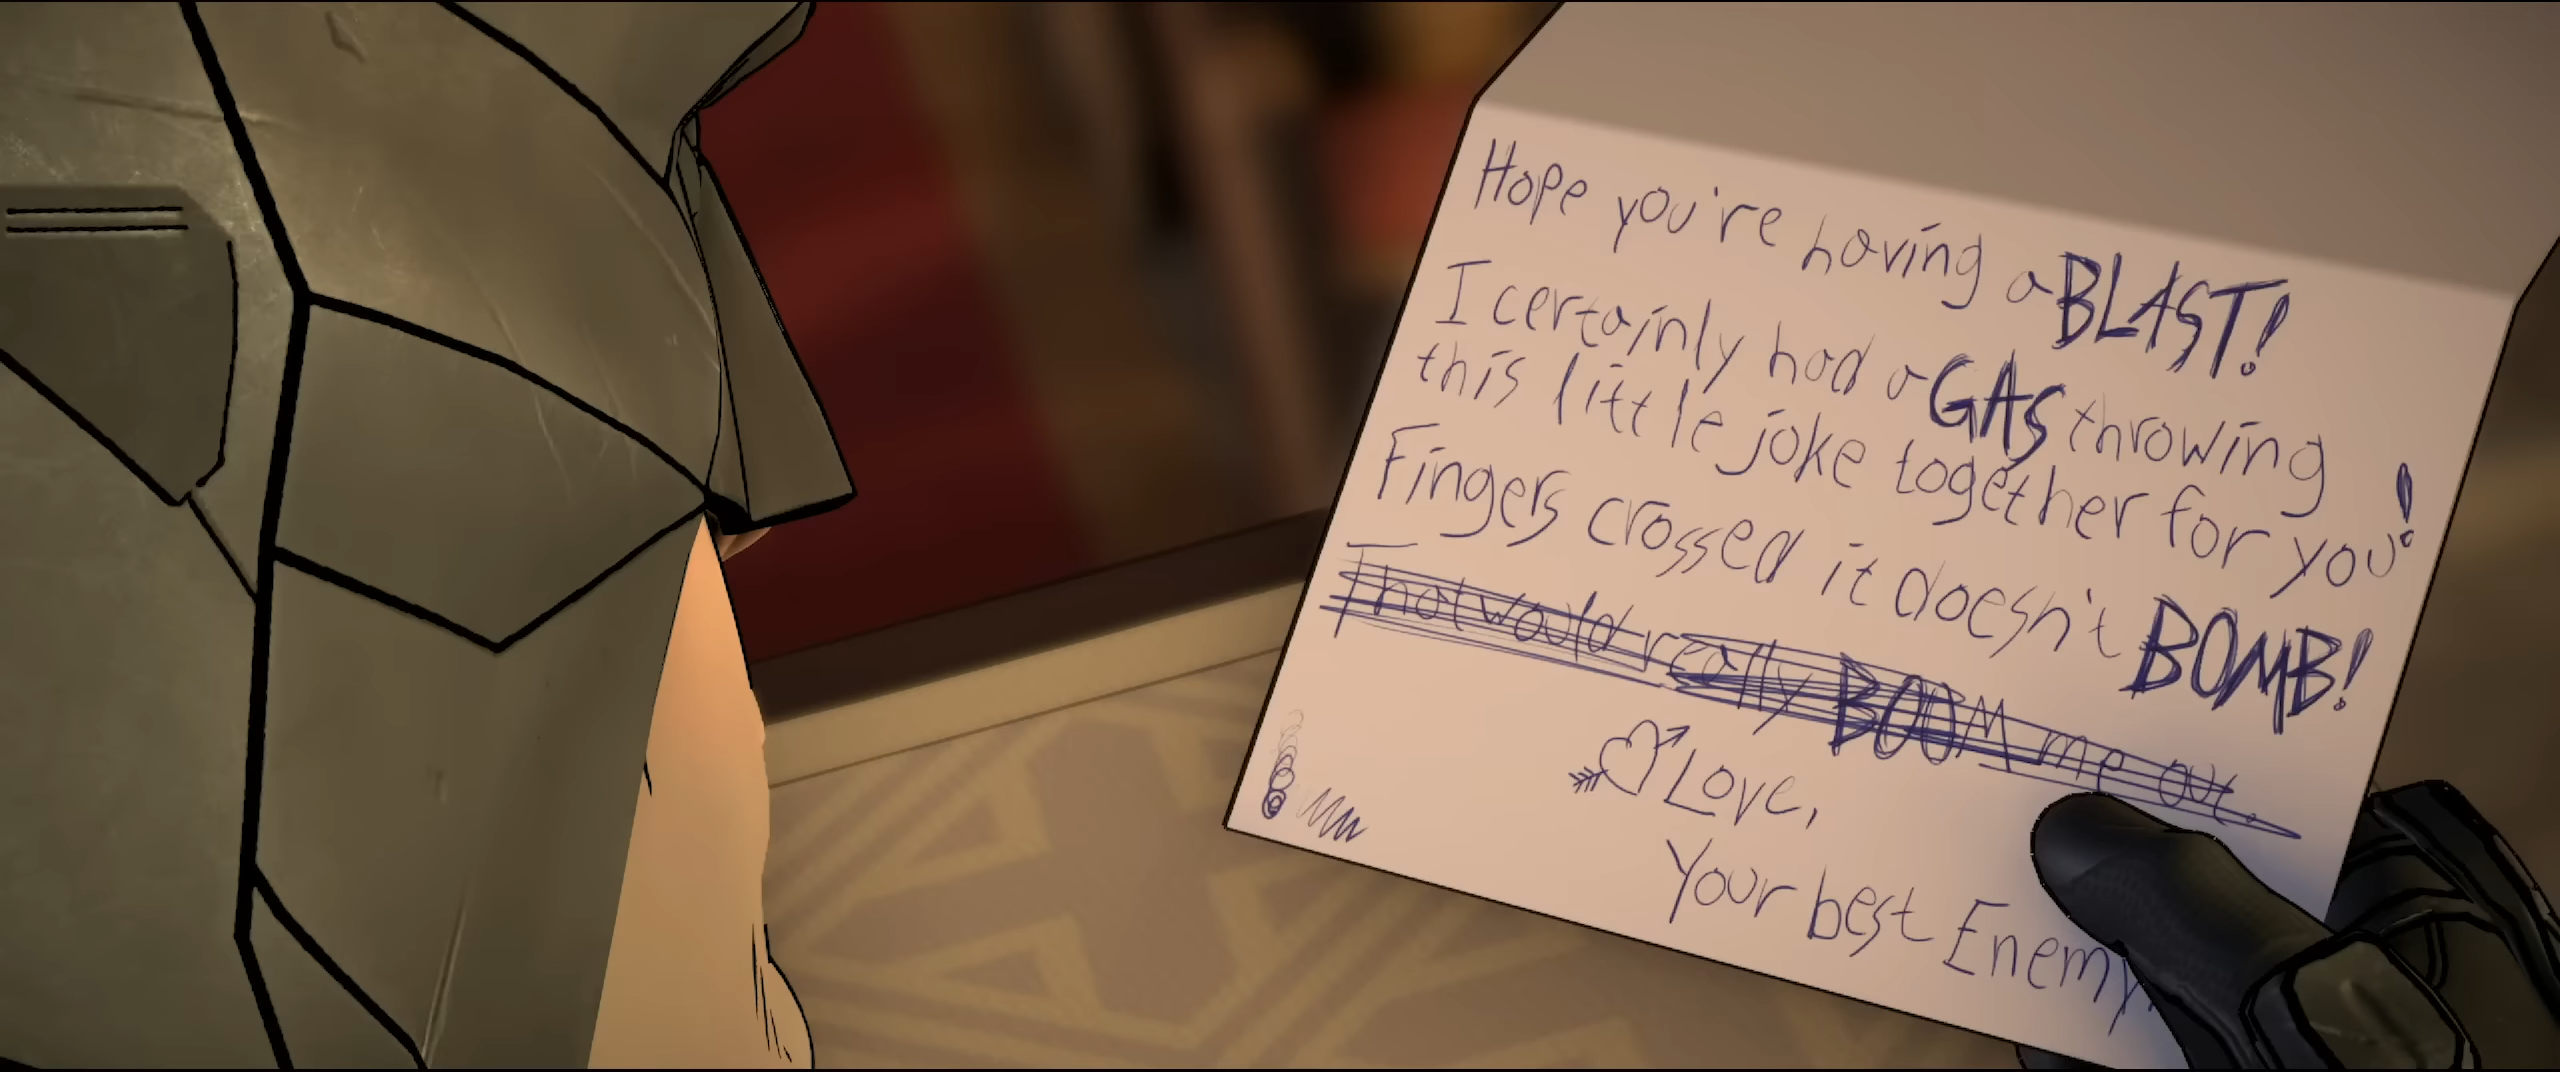 Hope you're having a BLAST!
I certainly had a GAS throwing
this little joke together for you!
Fingers crossed it doesn't BOMB!
That would really BOOM me out.
Love,
Your best Enemy